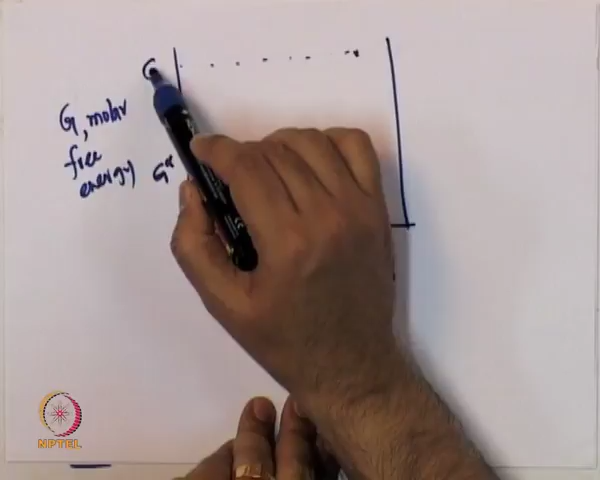 G
G, molar
free
energy
G^α
NPTEL